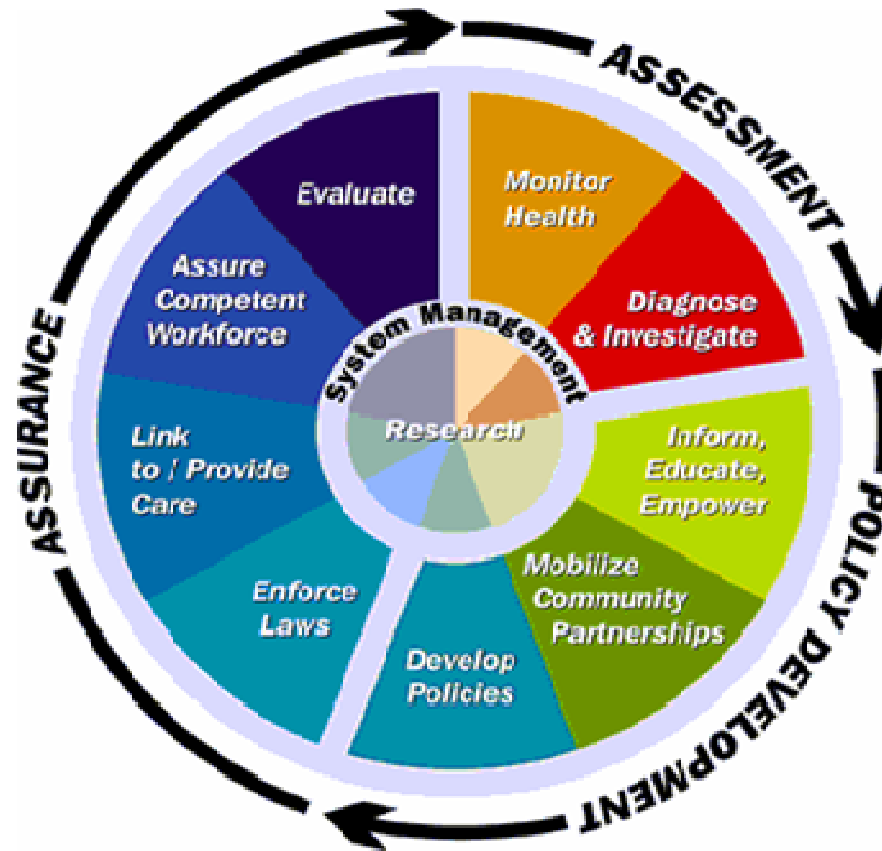 ASSESSMENT
Monitor
Health
Diagnose
& Investigate
Inform,
Educate,
Empower
POLICY DEVELOPMENT
Mobilize
Community
Partnerships
Develop
Policies
Enforce
Laws
Link
to / Provide
Care
ASSURANCE
Assure
Competent
Workforce
Evaluate
System Management
Research